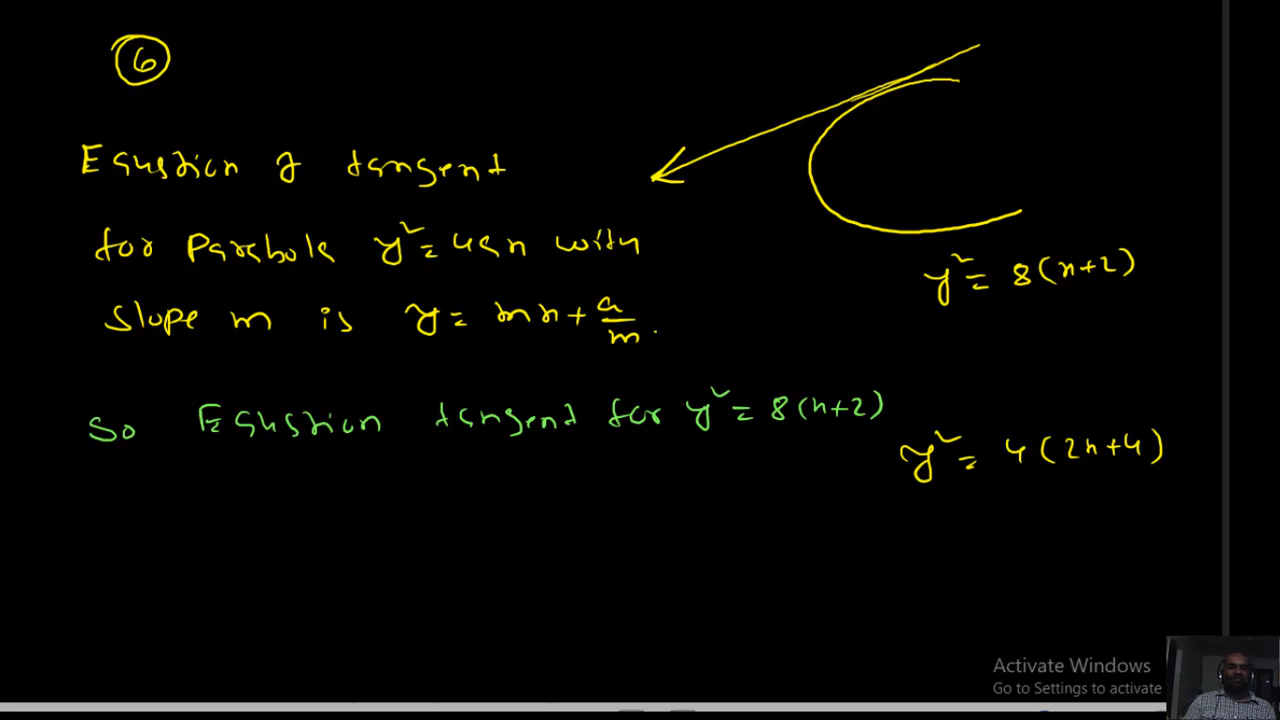 6
Equation of tangent
for Parabola y² = 4ax with
slope m is y = mx + a/m.
y² = 8(x+2)
So Equation tangent for y² = 8(x+2)
y² = 4(2x+4)
Activate Windows
Go to Settings to activate